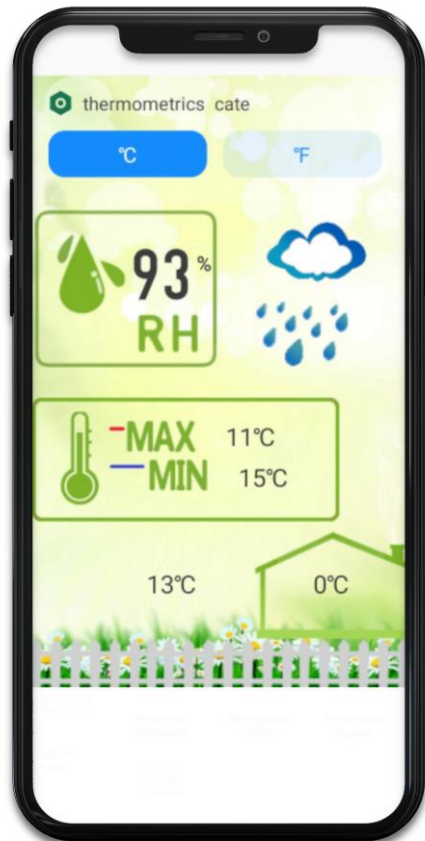 thermometrics cate
℃ ℉
93%
RH
MAX 11℃
MIN 15℃
13℃ 0℃